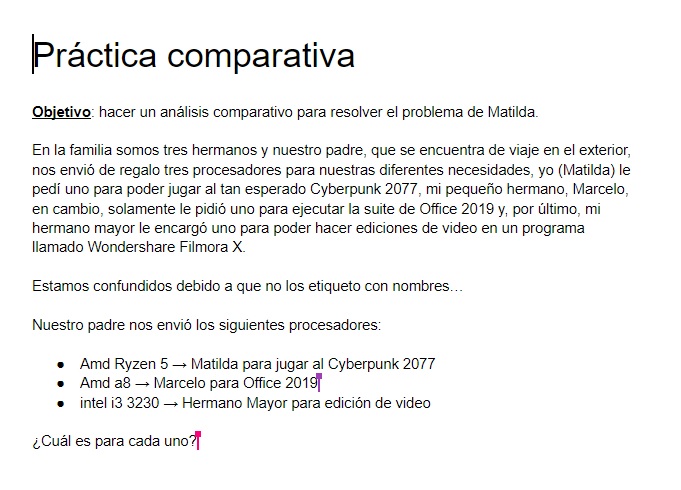 Práctica comparativa
Objetivo: hacer un análisis comparativo para resolver el problema de Matilda.
En la familia somos tres hermanos y nuestro padre, que se encuentra de viaje en el exterior,
nos envió de regalo tres procesadores para nuestras diferentes necesidades, yo (Matilda) le
pedí uno para poder jugar al tan esperado Cyberpunk 2077, mi pequeño hermano, Marcelo,
en cambio, solamente le pidió uno para ejecutar la suite de Office 2019 y, por último, mi
hermano mayor le encargó uno para poder hacer ediciones de video en un programa
llamado Wondershare Filmora X.
Estamos confundidos debido a que no los etiqueto con nombres…
Nuestro padre nos envió los siguientes procesadores:
● Amd Ryzen 5 → Matilda para jugar al Cyberpunk 2077
● Amd a8 → Marcelo para Office 2019
● intel i3 3230 → Hermano Mayor para edición de video
¿Cuál es para cada uno?